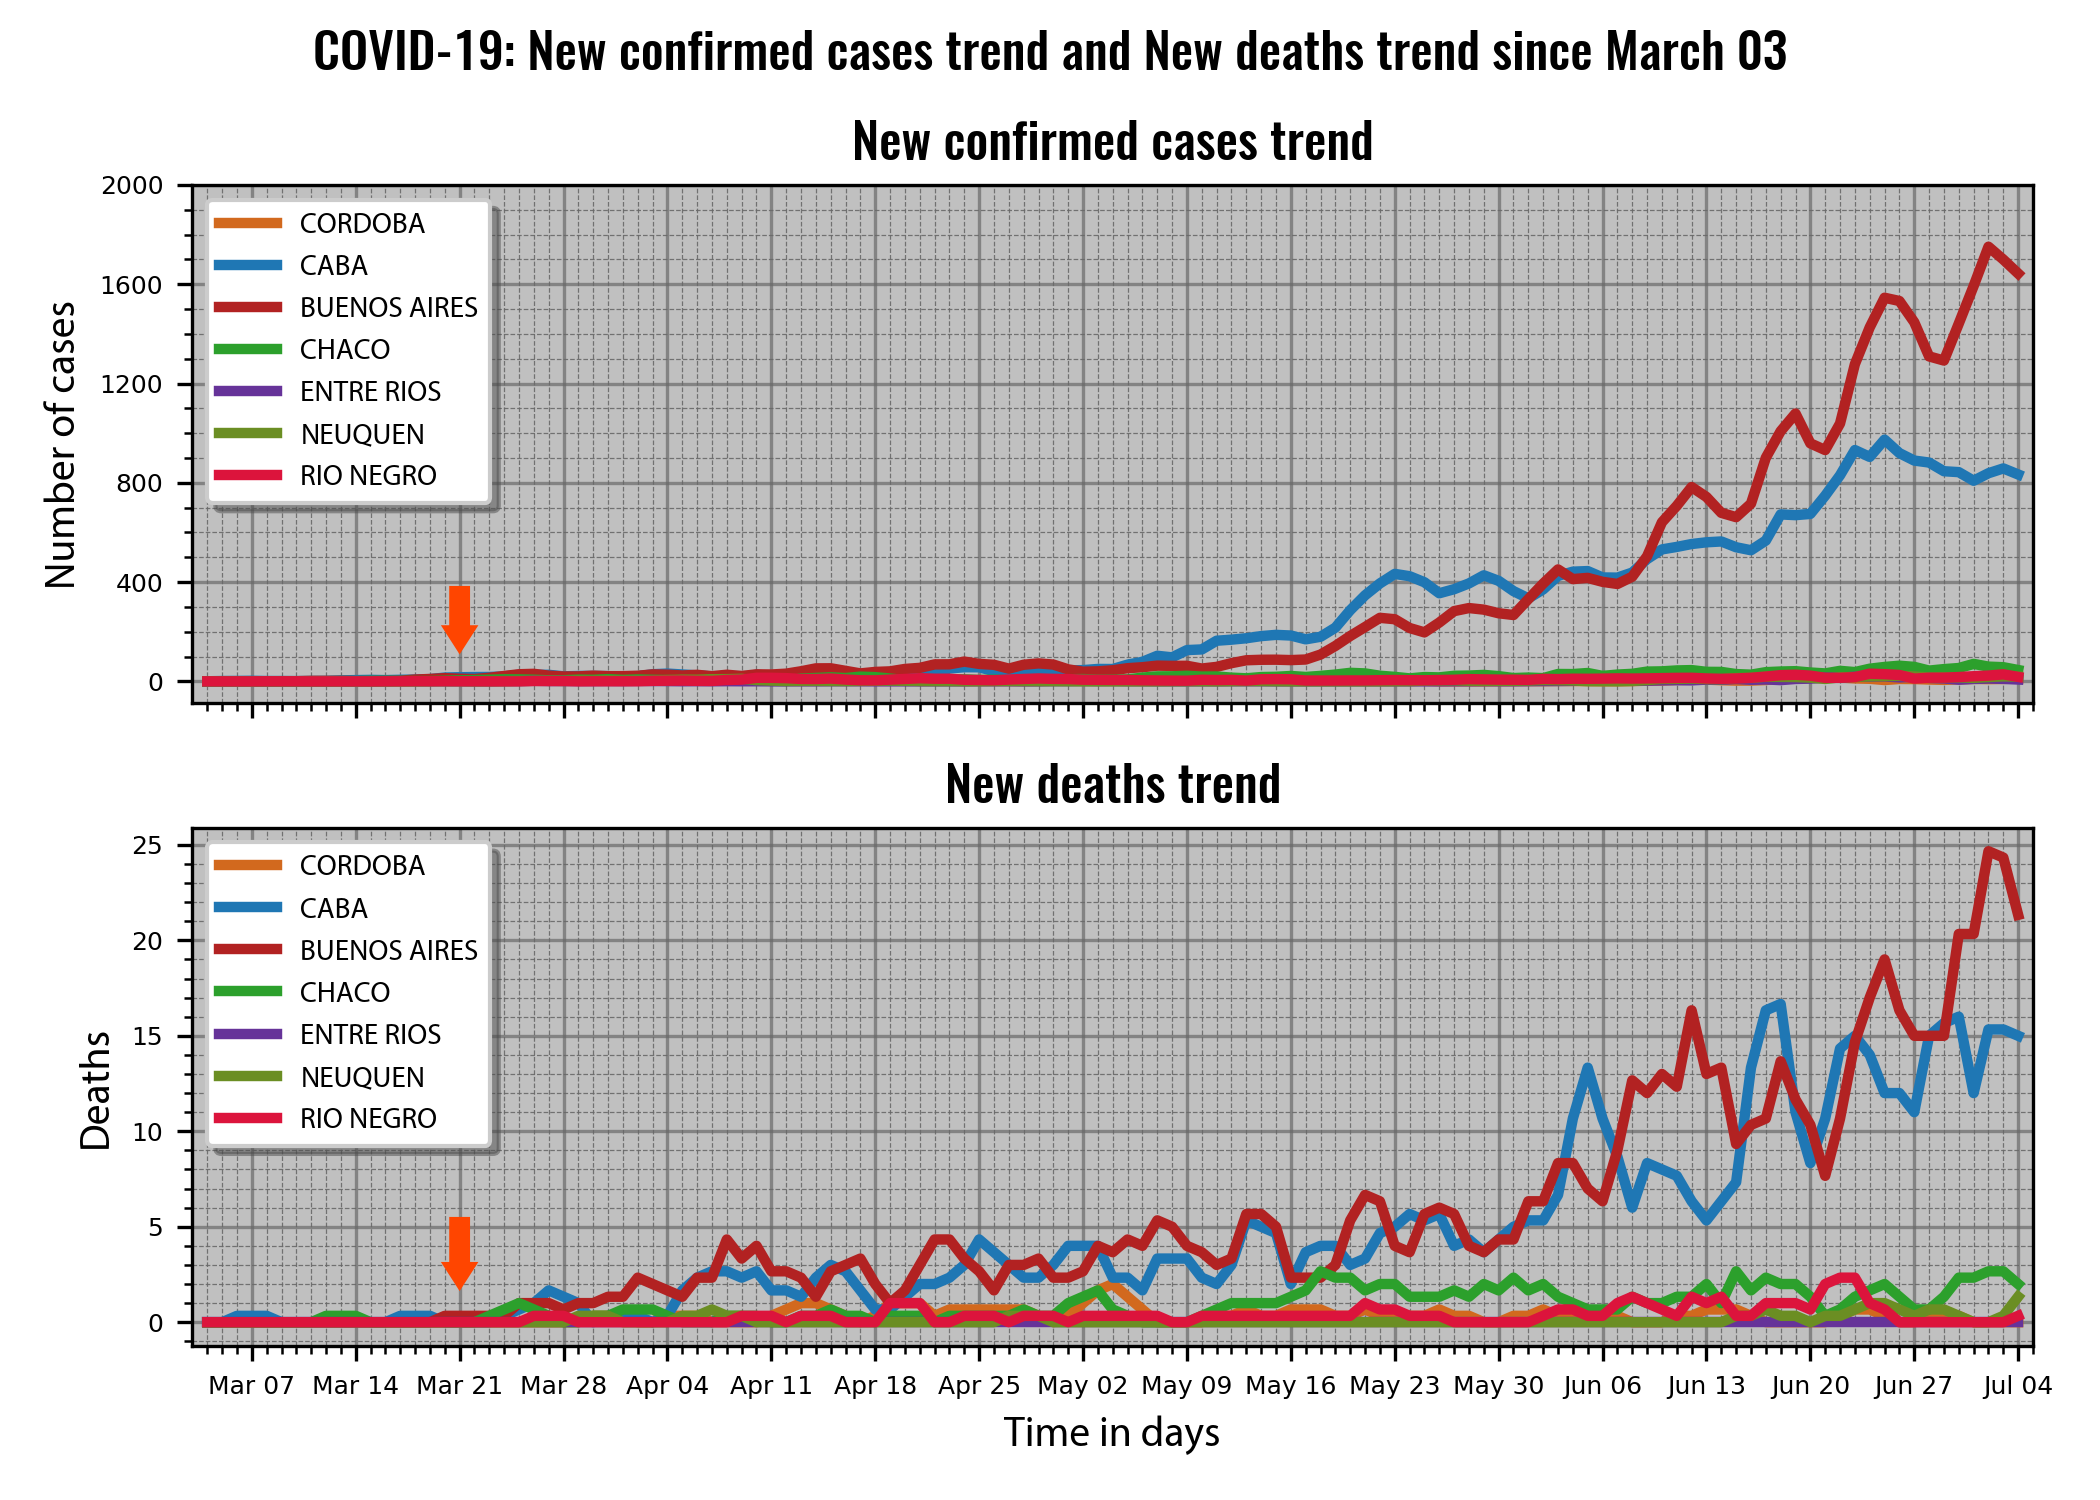 COVID-19: New confirmed cases trend and New deaths trend since March 03
New confirmed cases trend
Number of cases
2000
1600
1200
800
400
0
CORDOBA
CABA
BUENOS AIRES
CHACO
ENTRE RIOS
NEUQUEN
RIO NEGRO
New deaths trend
Deaths
25
20
15
10
5
0
CORDOBA
CABA
BUENOS AIRES
CHACO
ENTRE RIOS
NEUQUEN
RIO NEGRO
Mar 07 Mar 14 Mar 21 Mar 28 Apr 04 Apr 11 Apr 18 Apr 25 May 02 May 09 May 16 May 23 May 30 Jun 06 Jun 13 Jun 20 Jun 27 Jul 04
Time in days